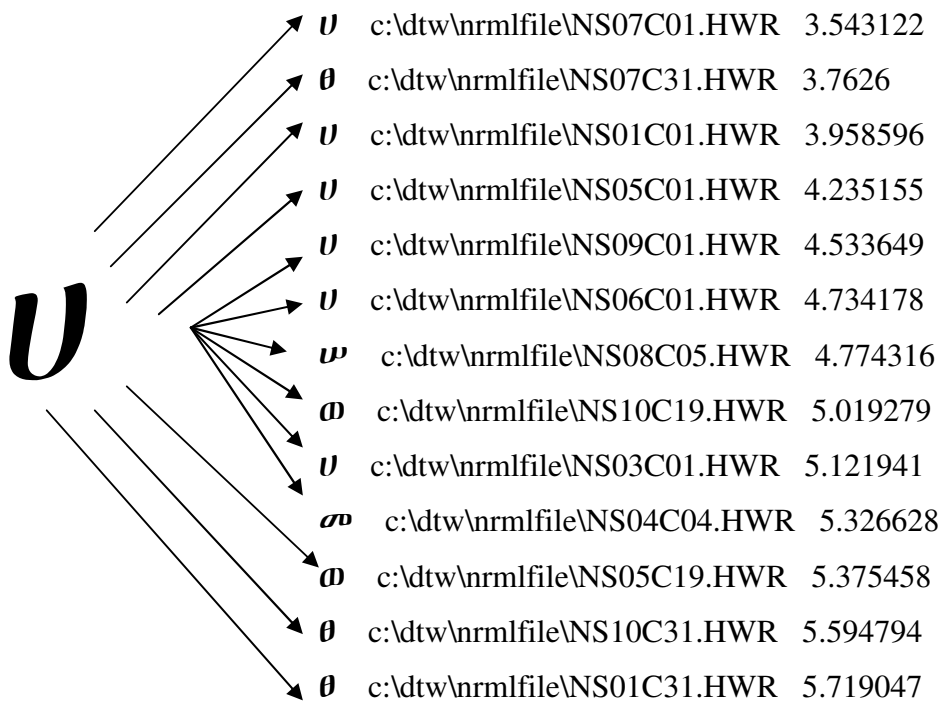 ሀ c:\dtw\nrmlfile\NS07C01.HWR 3.543122
ፀ c:\dtw\nrmlfile\NS07C31.HWR 3.7626
ሀ c:\dtw\nrmlfile\NS01C01.HWR 3.958596
ሀ c:\dtw\nrmlfile\NS05C01.HWR 4.235155
ሀ c:\dtw\nrmlfile\NS09C01.HWR 4.533649
ሀ
ሀ c:\dtw\nrmlfile\NS06C01.HWR 4.734178
ሠ c:\dtw\nrmlfile\NS08C05.HWR 4.774316
ወ c:\dtw\nrmlfile\NS10C19.HWR 5.019279
ሀ c:\dtw\nrmlfile\NS03C01.HWR 5.121941
መ c:\dtw\nrmlfile\NS04C04.HWR 5.326628
ወ c:\dtw\nrmlfile\NS05C19.HWR 5.375458
ፀ c:\dtw\nrmlfile\NS10C31.HWR 5.594794
ፀ c:\dtw\nrmlfile\NS01C31.HWR 5.719047